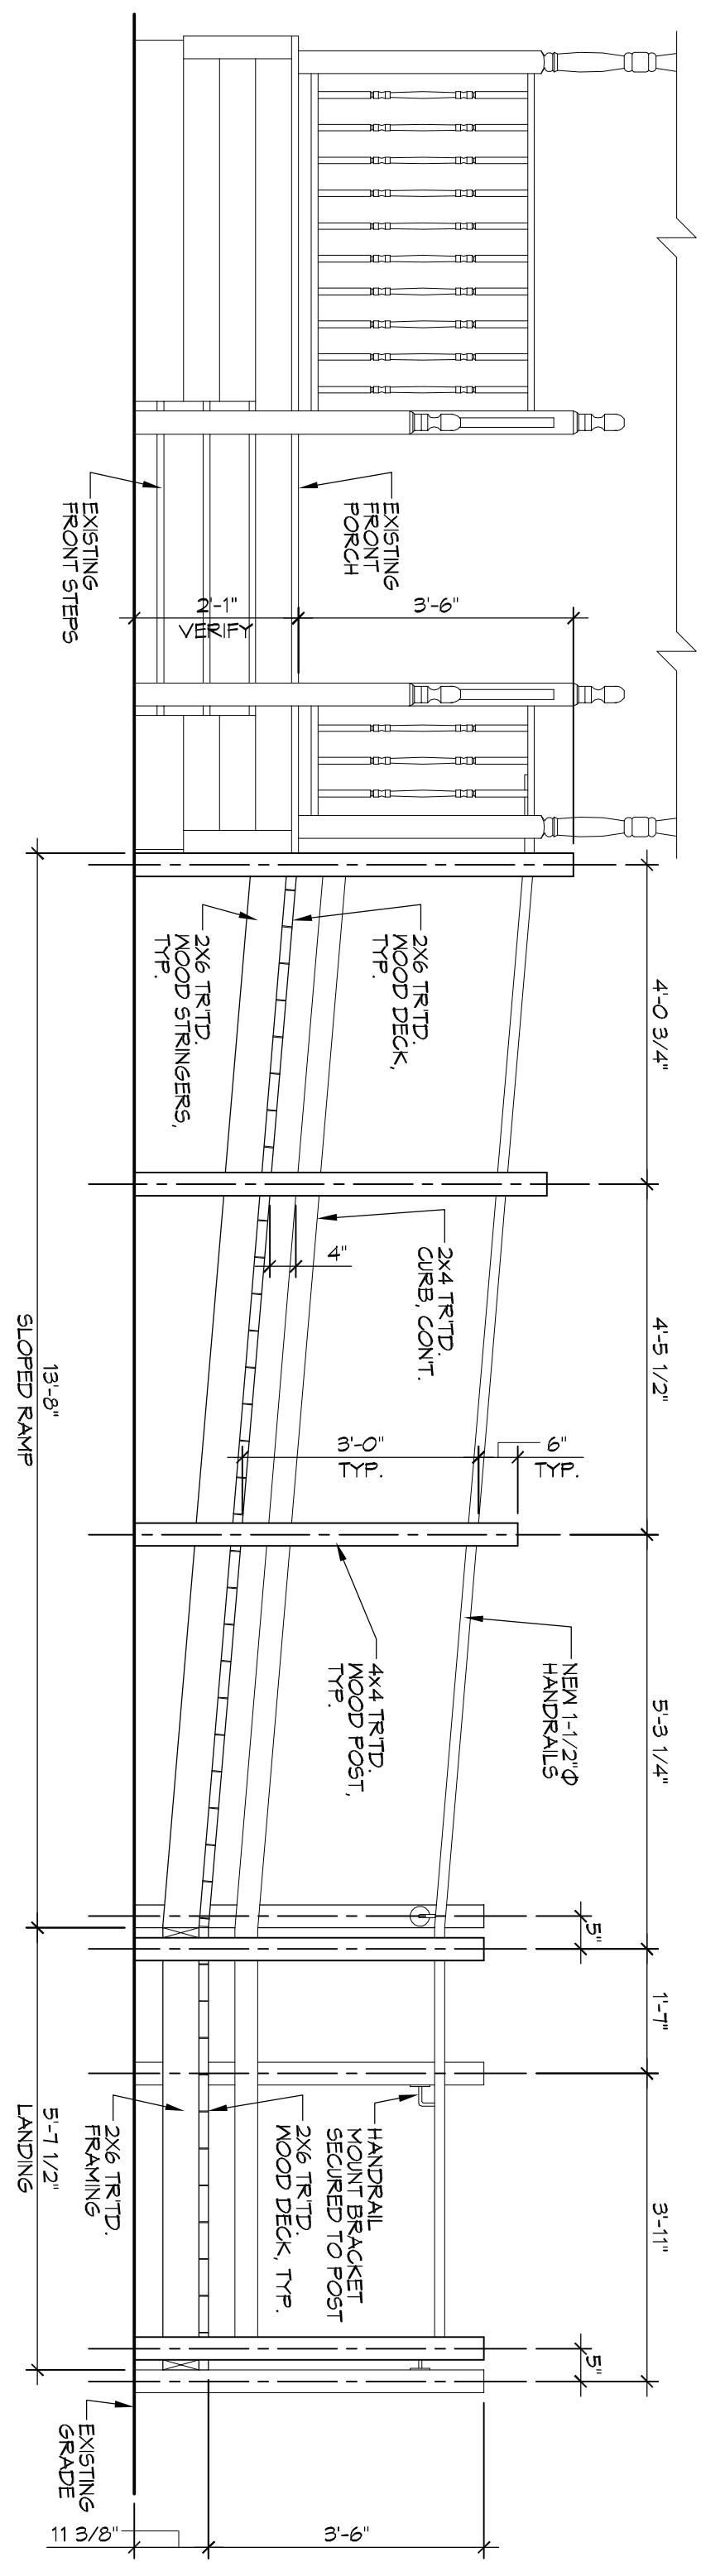 4'-0 3/4"
4'-5 1/2"
5'-3 1/4"
5"
1'-7"
3'-11"
5"
3'-6"
2'-1"
VERIFY
EXISTING
FRONT
PORCH
EXISTING
FRONT STEPS
2X6 TR'TD.
WOOD DECK,
TYP.
2X6 TR'TD.
WOOD STRINGERS,
TYP.
2X4 TR'TD.
CURB, CON'T.
4"
6"
TYP.
3'-0"
TYP.
NEW 1-1/2"Φ
HANDRAILS
4x4 TR'TD.
WOOD POST,
TYP.
HANDRAIL
MOUNT BRACKET
SECURED TO POST
2X6 TR'TD.
WOOD DECK, TYP.
2X6 TR'TD.
FRAMING
EXISTING
GRADE
3'-6"
11 3/8"
13'-8"
SLOPED RAMP
5'-7 1/2"
LANDING